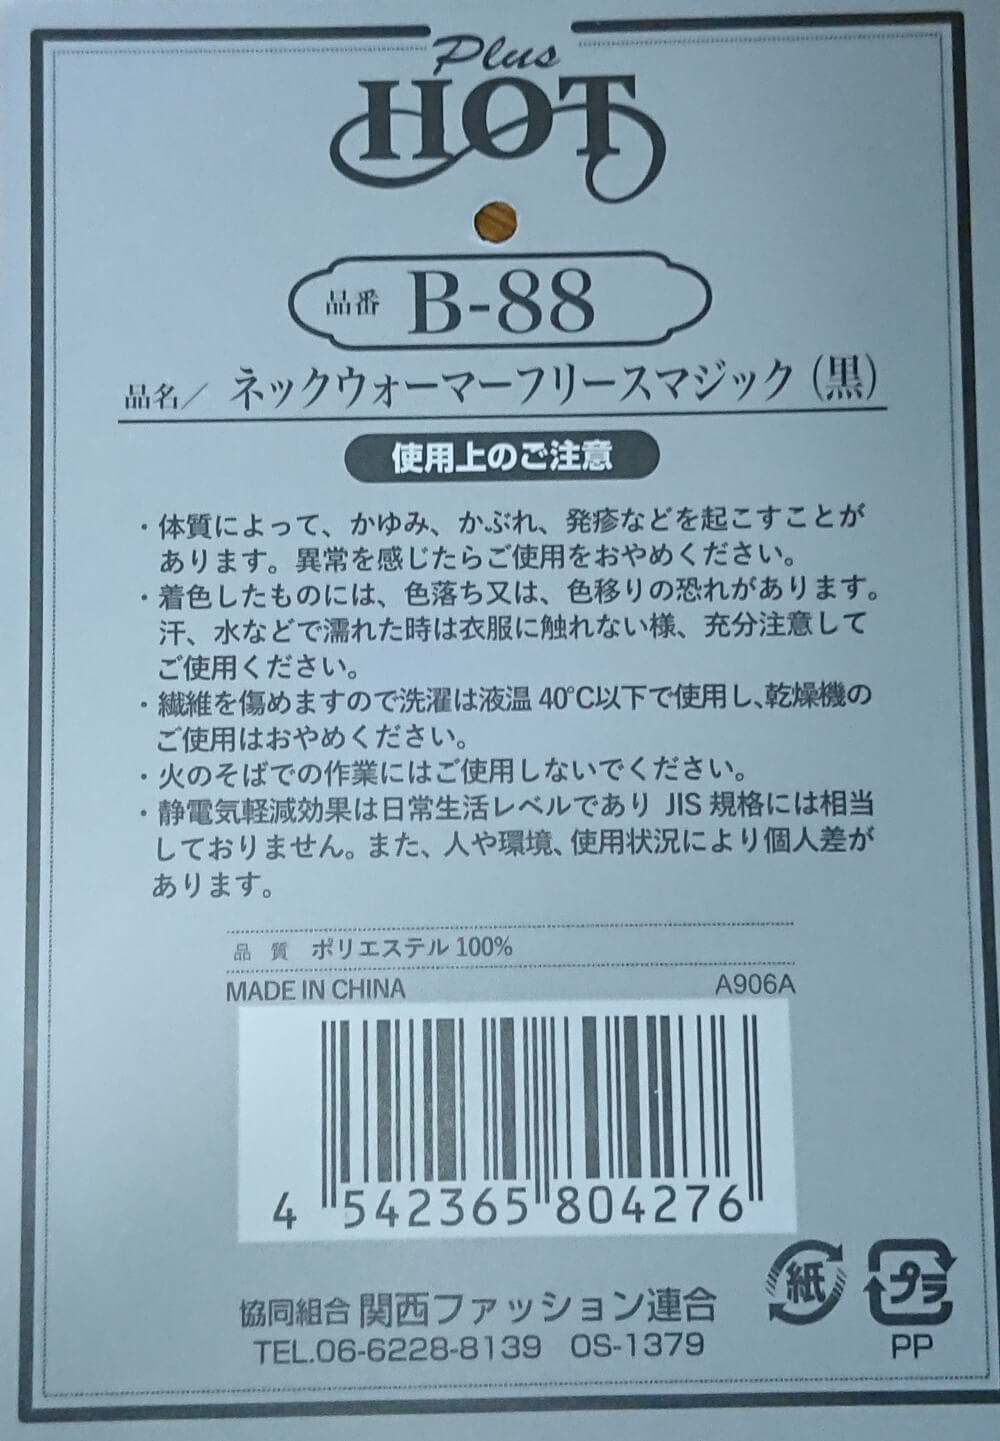 Plus
HOT
品番 B-88
品名／ ネックウォーマーフリースマジック（黒）
使用上のご注意
・体質によって、かゆみ、かぶれ、発疹などを起こすことが
あります。異常を感じたらご使用をおやめください。
・着色したものには、色落ち又は、色移りの恐れがあります。
汗、水などで濡れた時は衣服に触れない様、充分注意して
ご使用ください。
・繊維を傷めますので洗濯は液温 40℃以下で使用し、乾燥機の
ご使用はおやめください。
・火のそばでの作業にはご使用しないでください。
・静電気軽減効果は日常生活レベルであり JIS 規格には相当
しておりません。また、人や環境、使用状況により個人差が
あります。
品 質 ポリエステル 100%
MADE IN CHINA A906A
4 542365 804276
紙 プラ
PP
協同組合 関西ファッション連合
TEL.06-6228-8139 OS-1379